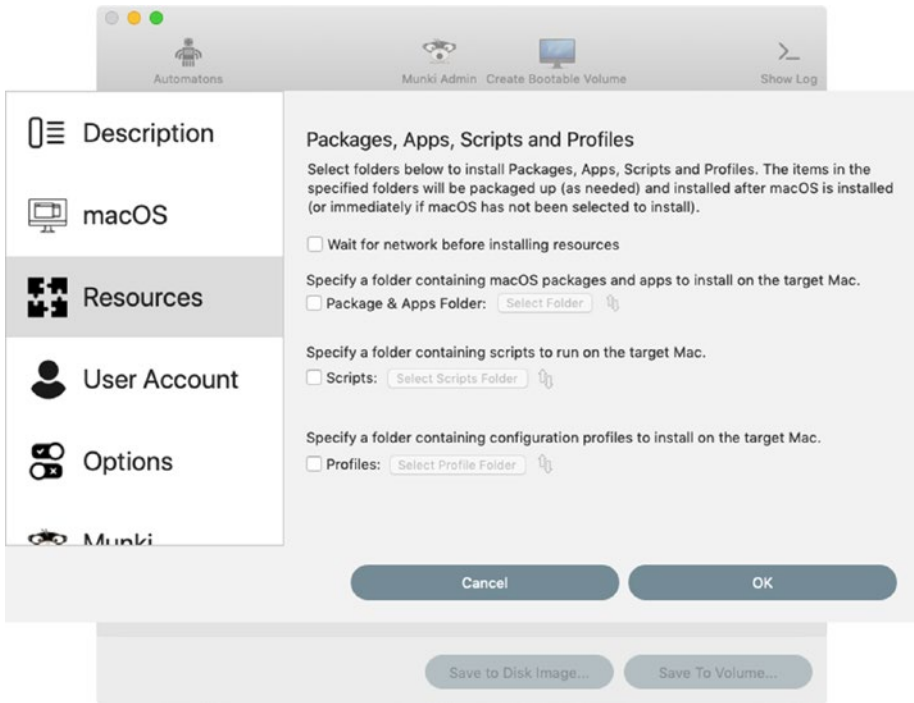 Automatons
Munki Admin
Create Bootable Volume
Show Log
Description
macOS
Resources
User Account
Options
Munki
Packages, Apps, Scripts and Profiles
Select folders below to install Packages, Apps, Scripts and Profiles. The items in the
specified folders will be packaged up (as needed) and installed after macOS is installed
(or immediately if macOS has not been selected to install).
Wait for network before installing resources
Specify a folder containing macOS packages and apps to install on the target Mac.
Package & Apps Folder: Select Folder
Specify a folder containing scripts to run on the target Mac.
Scripts: Select Scripts Folder
Specify a folder containing configuration profiles to install on the target Mac.
Profiles: Select Profile Folder
Cancel
OK
Save to Disk Image...
Save To Volume...